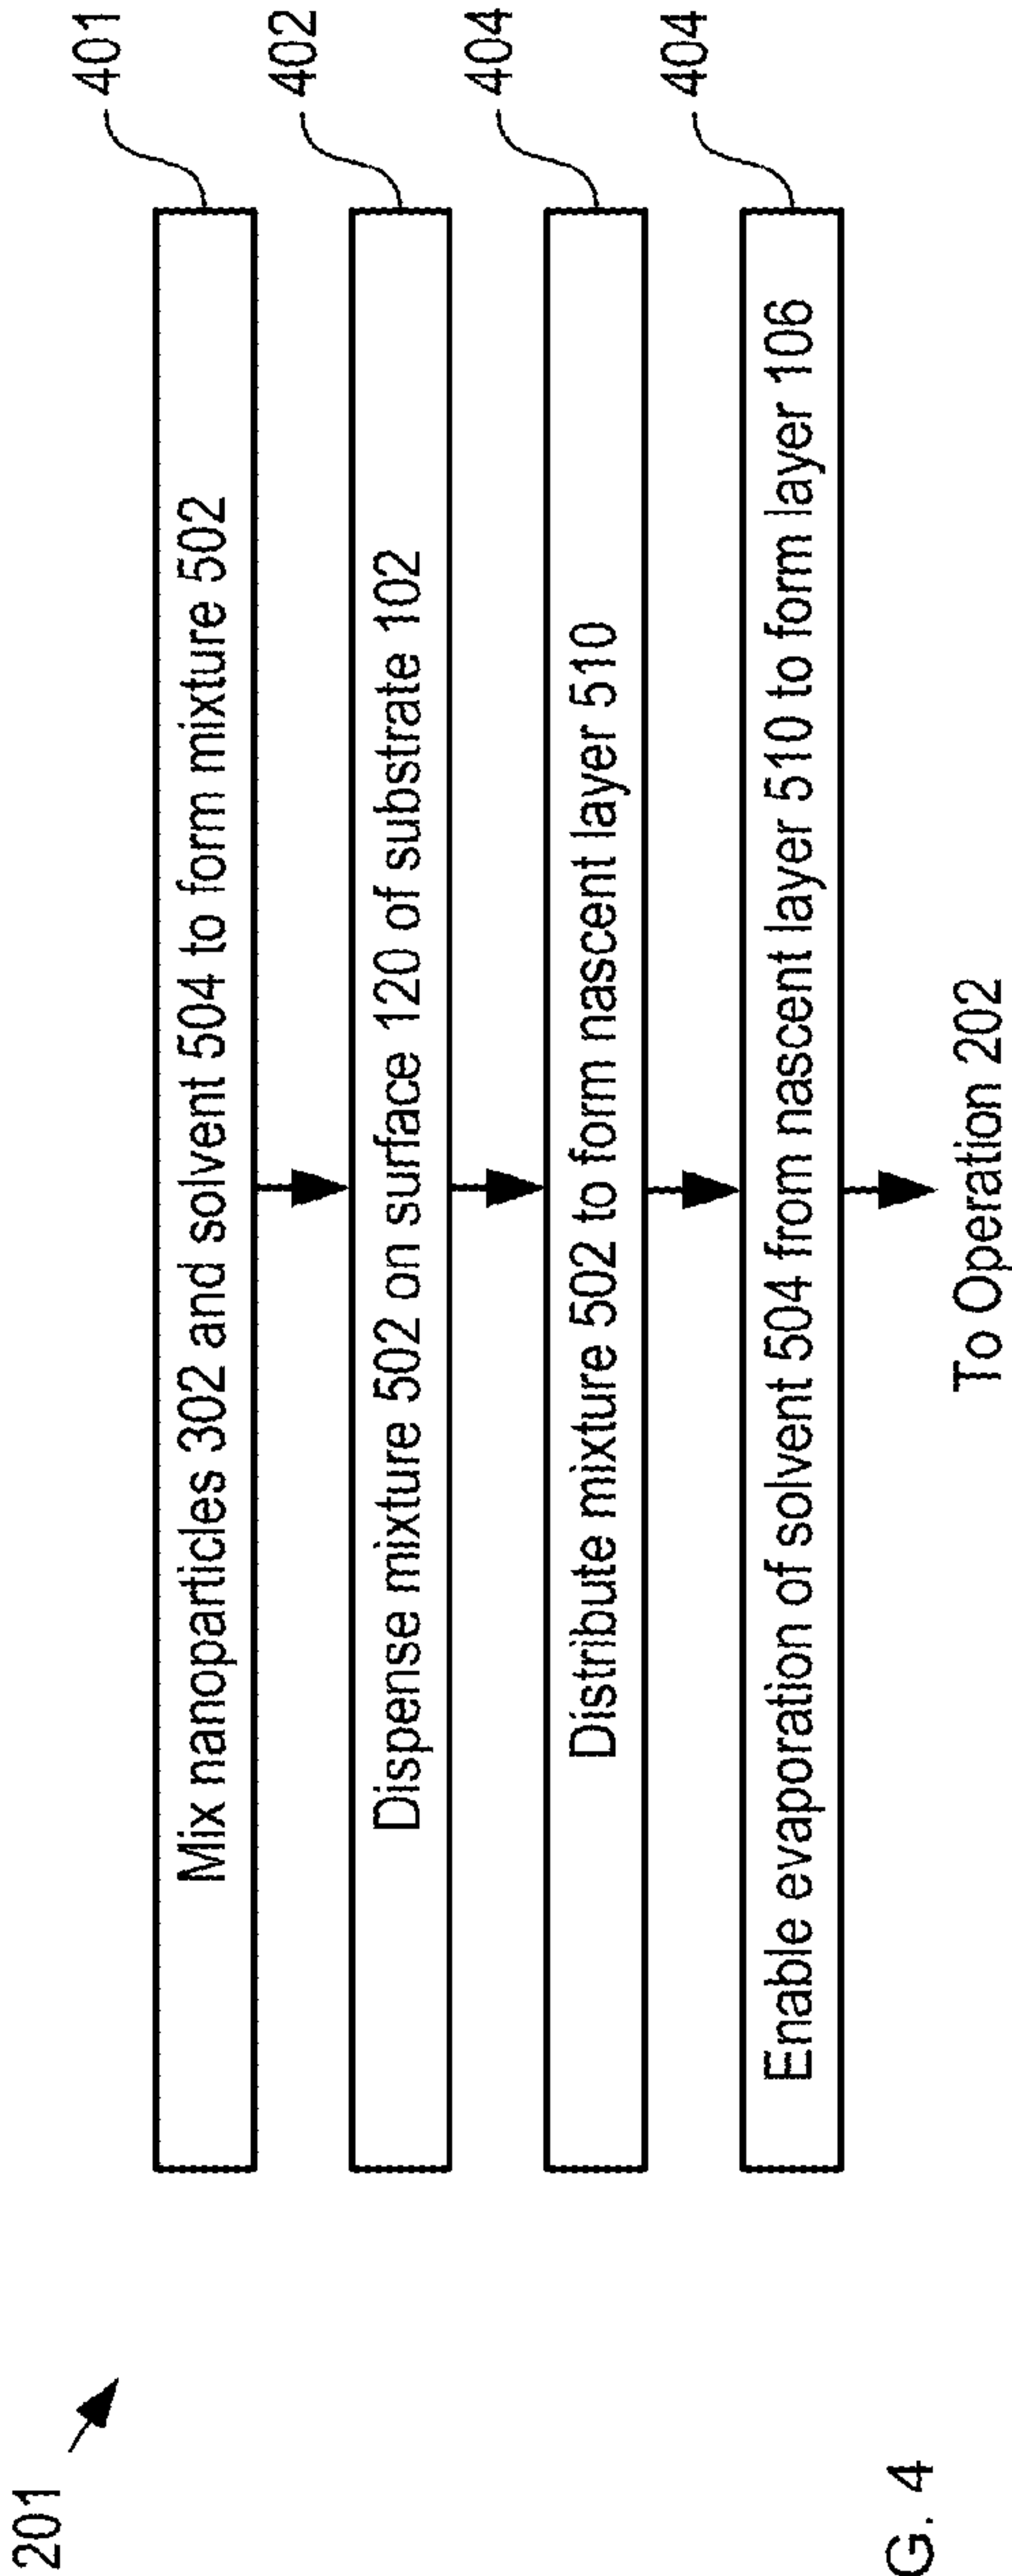 201
Mix nanoparticles 302 and solvent 504 to form mixture 502
401
Dispense mixture 502 on surface 120 of substrate 102
402
Distribute mixture 502 to form nascent layer 510
404
Enable evaporation of solvent 504 from nascent layer 510 to form layer 106
404
To Operation 202
G. 4